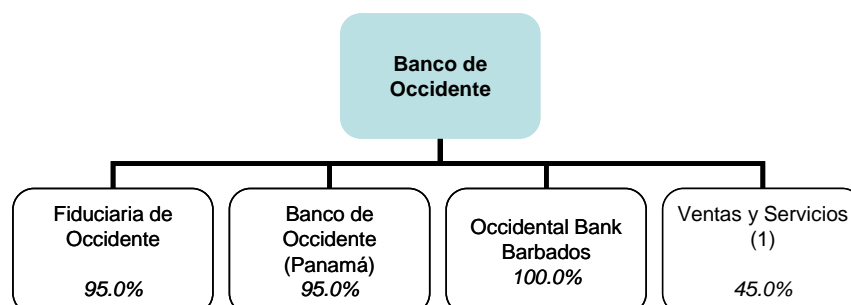 Banco de
Occidente
Fiduciaria de
Occidente
95.0%
Banco de
Occidente
(Panamá)
95.0%
Occidental Bank
Barbados
100.0%
Ventas y Servicios
(1)
45.0%